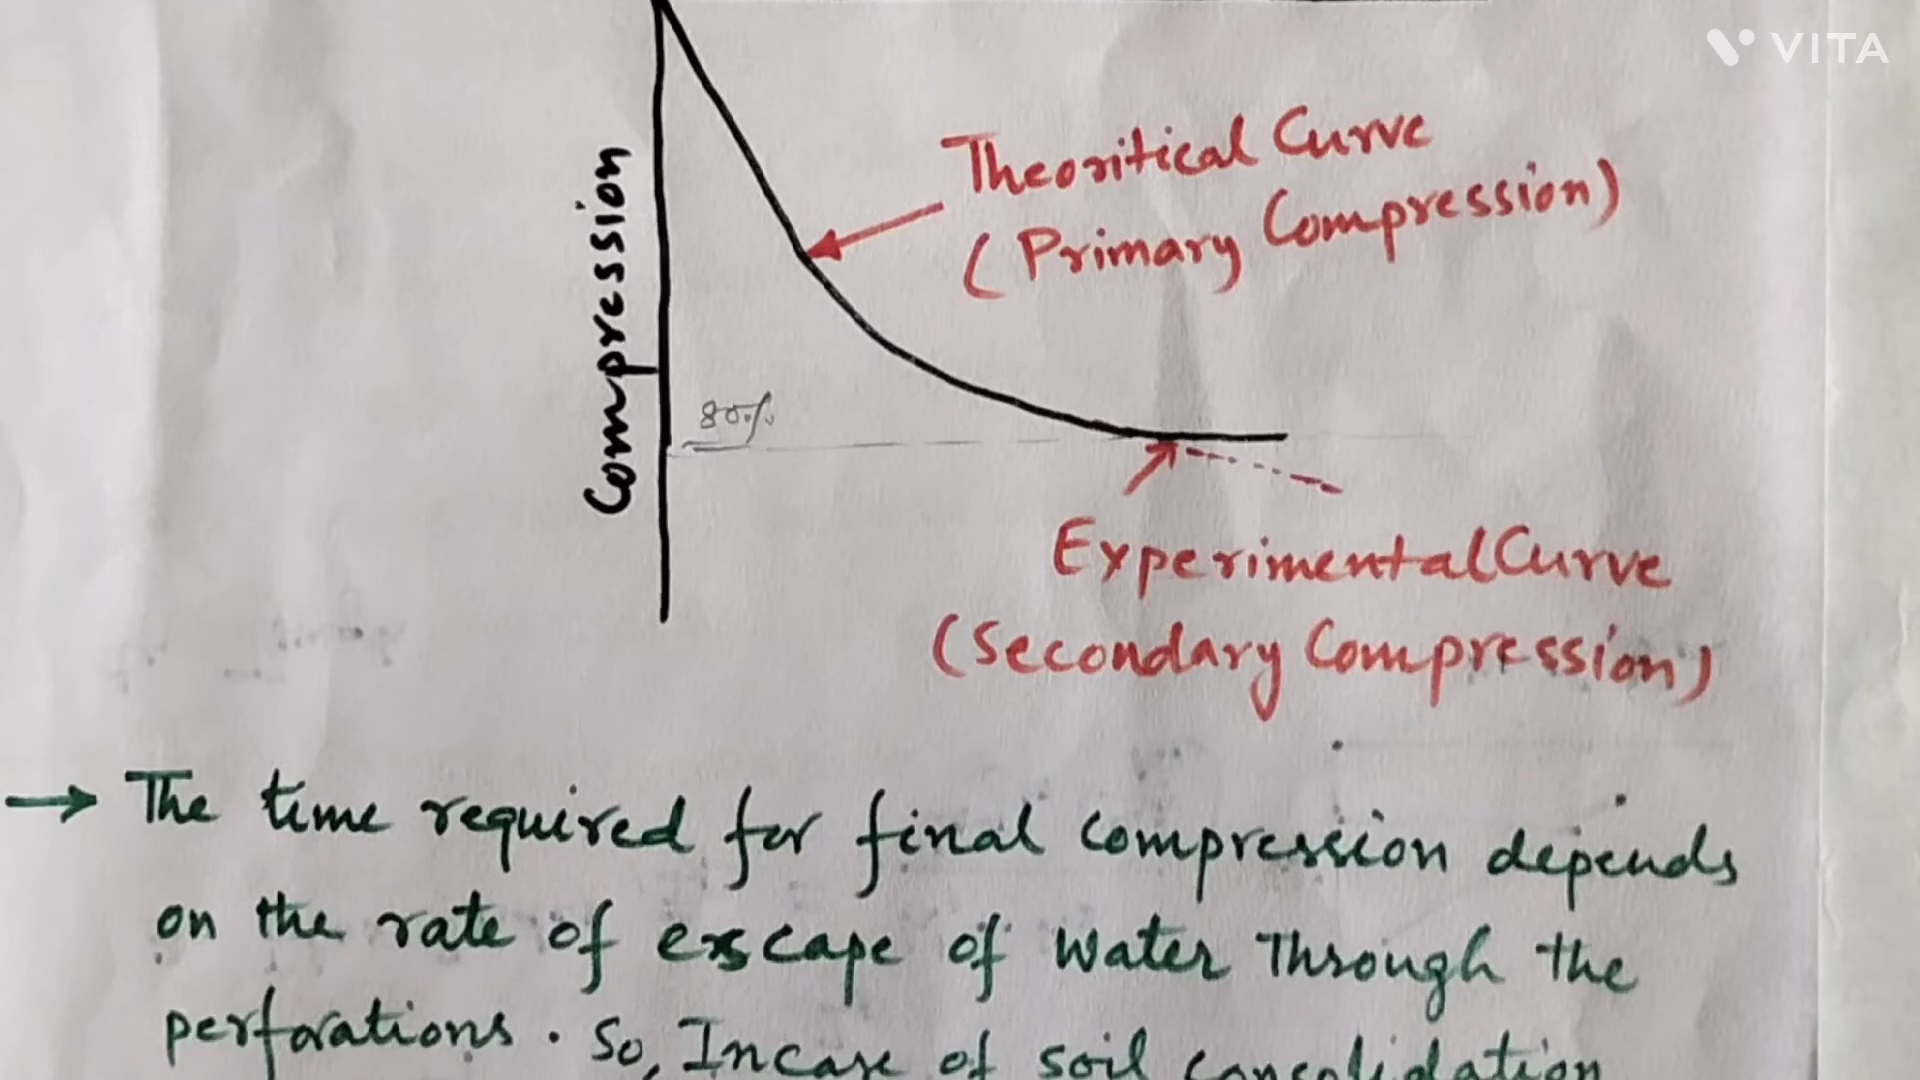 VITA
Compression
Theoritical Curve
(Primary Compression)
80%
Experimental Curve
(Secondary Compression)
→ The time required for final compression depends
on the rate of escape of water through the
perforations. So, Incase of soil consolidation